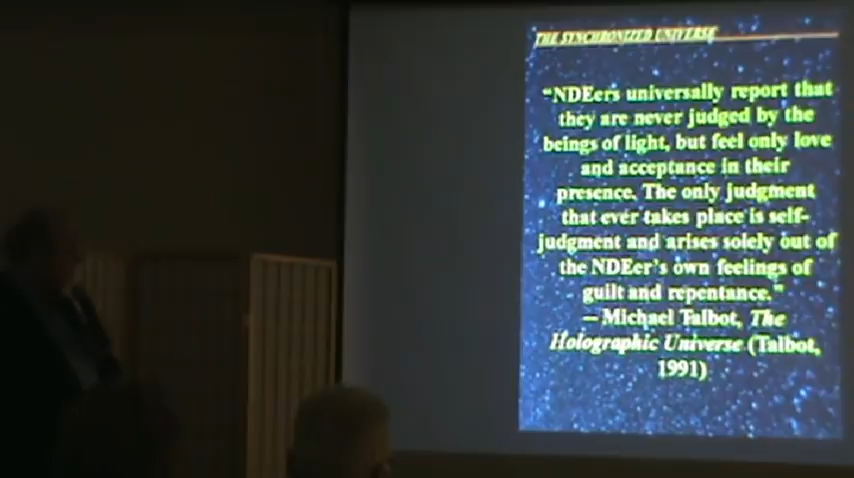 THE SYNCHRONIZED UNIVERSE
“NDEers universally report that
they are never judged by the
beings of light, but feel only love
and acceptance in their
presence. The only judgment
that ever takes place is self-
judgment and arises solely out of
the NDEer’s own feelings of
guilt and repentance.”
— Michael Talbot, The
Holographic Universe (Talbot,
1991)